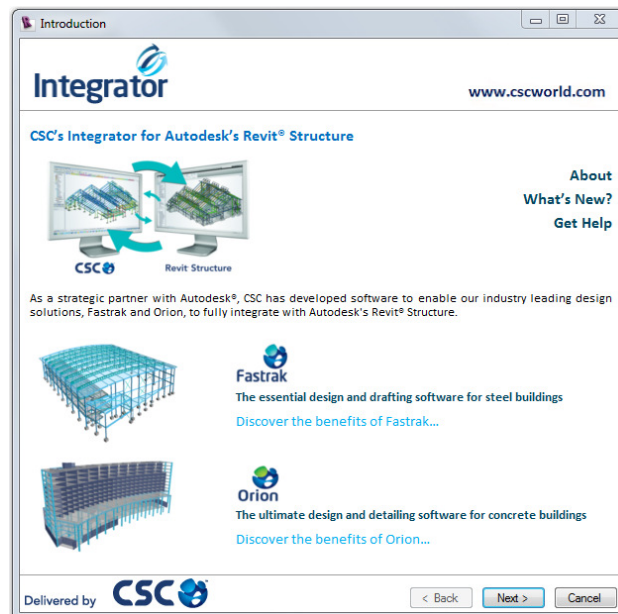 Introduction
Integrator
www.cscworld.com
CSC's Integrator for Autodesk's Revit® Structure
About
What's New?
Get Help
CSC
Revit Structure
As a strategic partner with Autodesk®, CSC has developed software to enable our industry leading design
solutions, Fastrak and Orion, to fully integrate with Autodesk's Revit® Structure.
Fastrak
The essential design and drafting software for steel buildings
Discover the benefits of Fastrak...
Orion
The ultimate design and detailing software for concrete buildings
Discover the benefits of Orion...
Delivered by CSC
< Back
Next >
Cancel